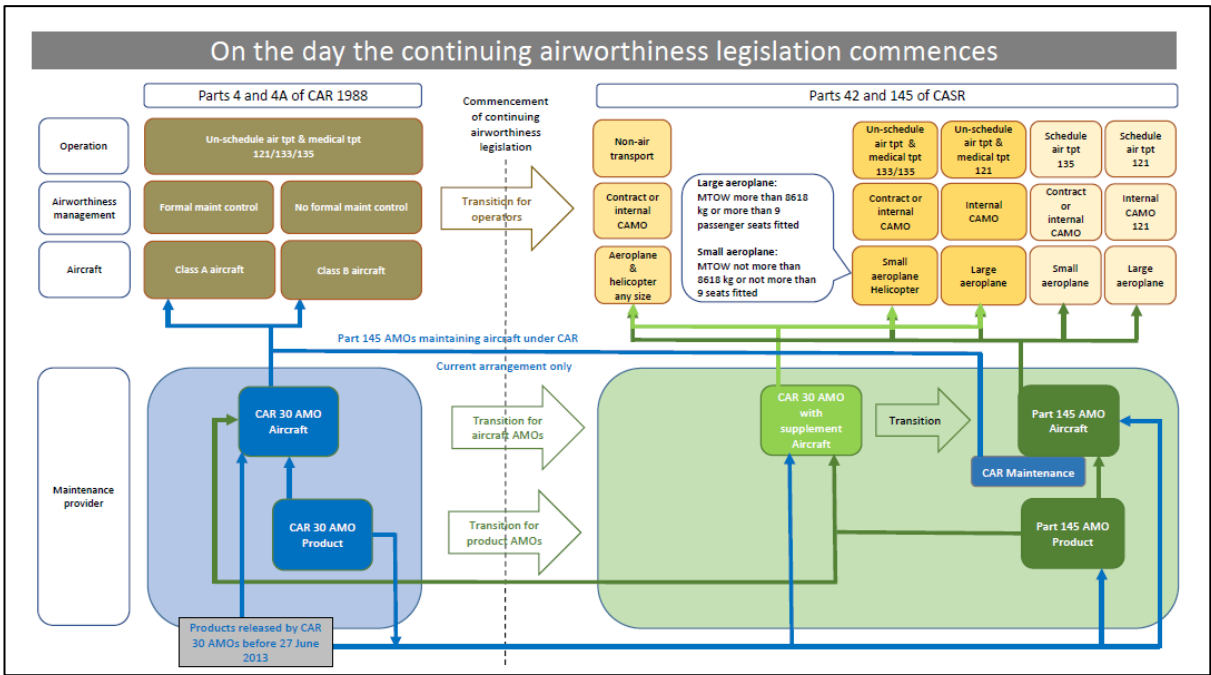 On the day the continuing airworthiness legislation commences
Parts 4 and 4A of CAR 1988
Commencement
of continuing
airworthiness
legislation
Parts 42 and 145 of CASR
Operation
Un-schedule air tpt & medical tpt
121/133/135
Non-air
transport
Un-schedule
air tpt &
medical tpt
133/135
Un-schedule
air tpt &
medical tpt
121
Schedule
air tpt
135
Schedule
air tpt
121
Airworthiness
management
Formal maint control
No formal maint control
Transition for
operators
Contract or
internal
CAMO
Large aeroplane:
MTOW more than 8618
kg or more than 9
passenger seats fitted
Small aeroplane:
MTOW not more than
8618 kg or not more than
9 seats fitted
Contract or
internal
CAMO
Internal
CAMO
Contract
or
internal
CAMO
Internal
CAMO
121
Aircraft
Class A aircraft
Class B aircraft
Aeroplane
&
helicopter
any size
Small
aeroplane
Helicopter
Large
aeroplane
Small
aeroplane
Large
aeroplane
Part 145 AMOs maintaining aircraft under CAR
Current arrangement only
Maintenance
provider
CAR 30 AMO
Aircraft
Transition for
aircraft AMOs
CAR 30 AMO
with
supplement
Aircraft
Transition
Part 145 AMO
Aircraft
CAR Maintenance
CAR 30 AMO
Product
Transition for
product AMOs
Part 145 AMO
Product
Products released by CAR
30 AMOs before 27 June
2013